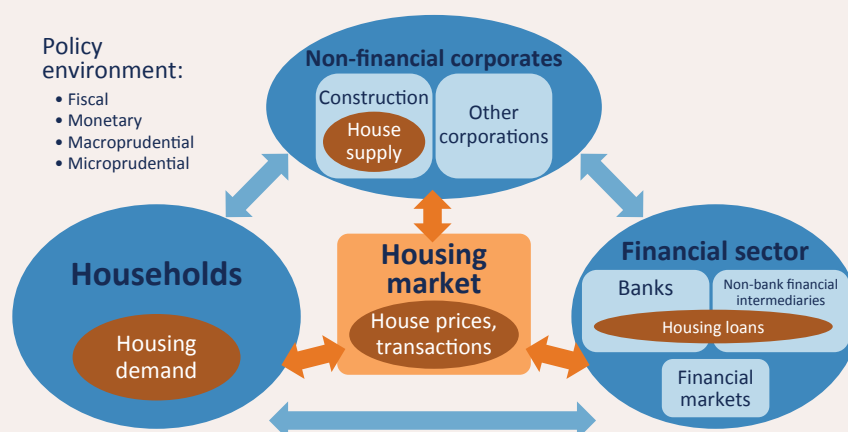 Policy
environment:
• Fiscal
• Monetary
• Macroprudential
• Microprudential
Non-financial corporates
Construction
House
supply
Other
corporations
Households
Housing
demand
Housing
market
House prices,
transactions
Financial sector
Banks
Non-bank financial
intermediaries
Housing loans
Financial
markets